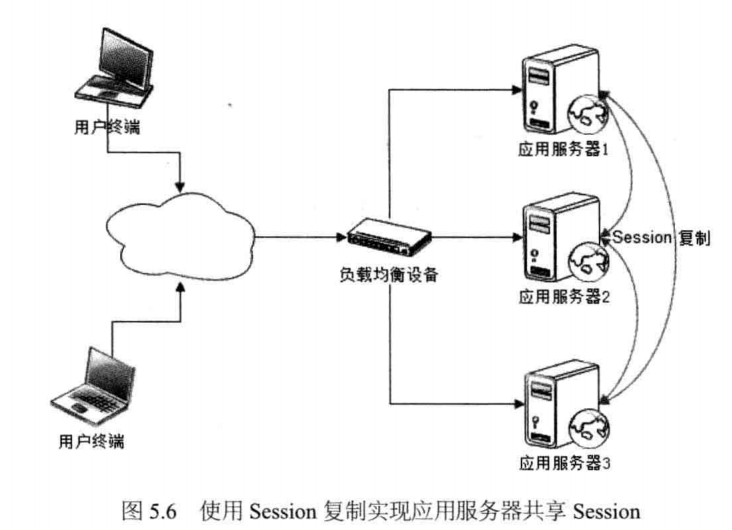 用户终端
应用服务器1
Session 复制
负载均衡设备
应用服务器2
用户终端
应用服务器3
图 5.6 使用 Session 复制实现应用服务器共享 Session